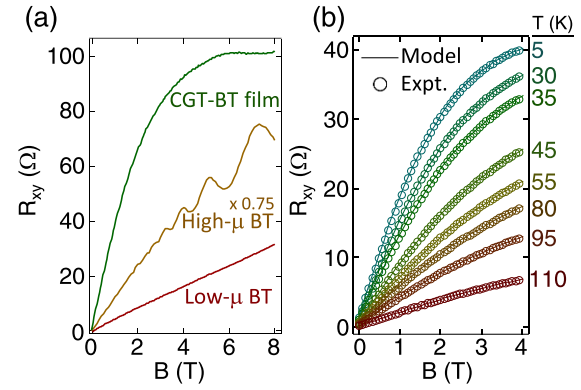 (a)
R_xy (Ω)
100
80
60
40
20
0
CGT-BT film
x 0.75
High-μ BT
Low-μ BT
0 2 4 6 8
B (T)
(b)
T (K)
R_xy (Ω)
40
30
20
10
0
Model
Expt.
5
30
35
45
55
80
95
110
0 1 2 3 4
B (T)